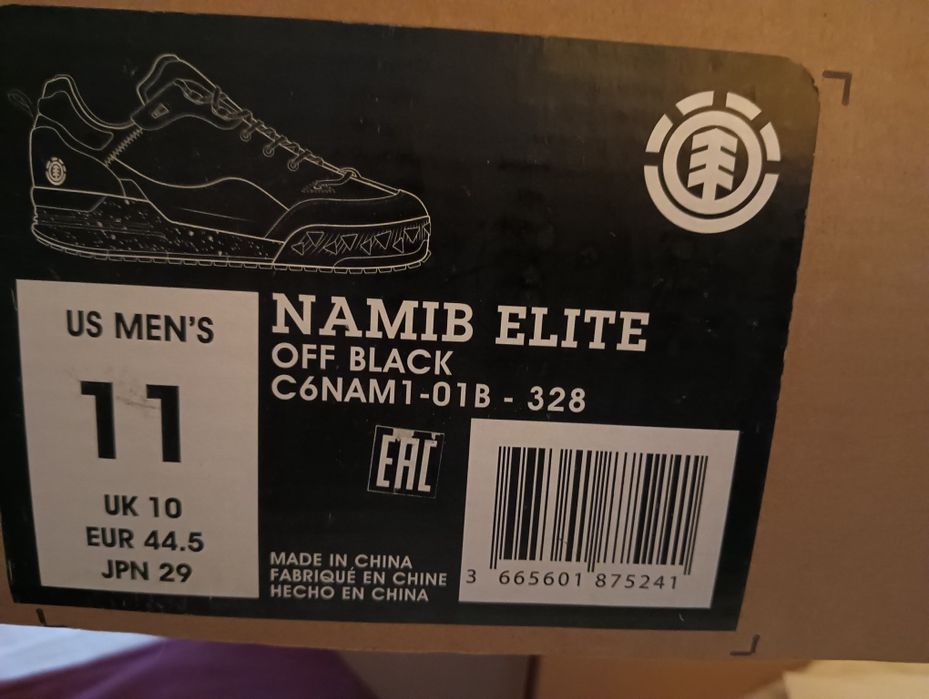 US MEN'S
11
UK 10
EUR 44.5
JPN 29
NAMIB ELITE
OFF BLACK
C6NAM1-01B - 328
EAC
MADE IN CHINA
FABRIQUÉ EN CHINE
HECHO EN CHINA
3 665601 875241